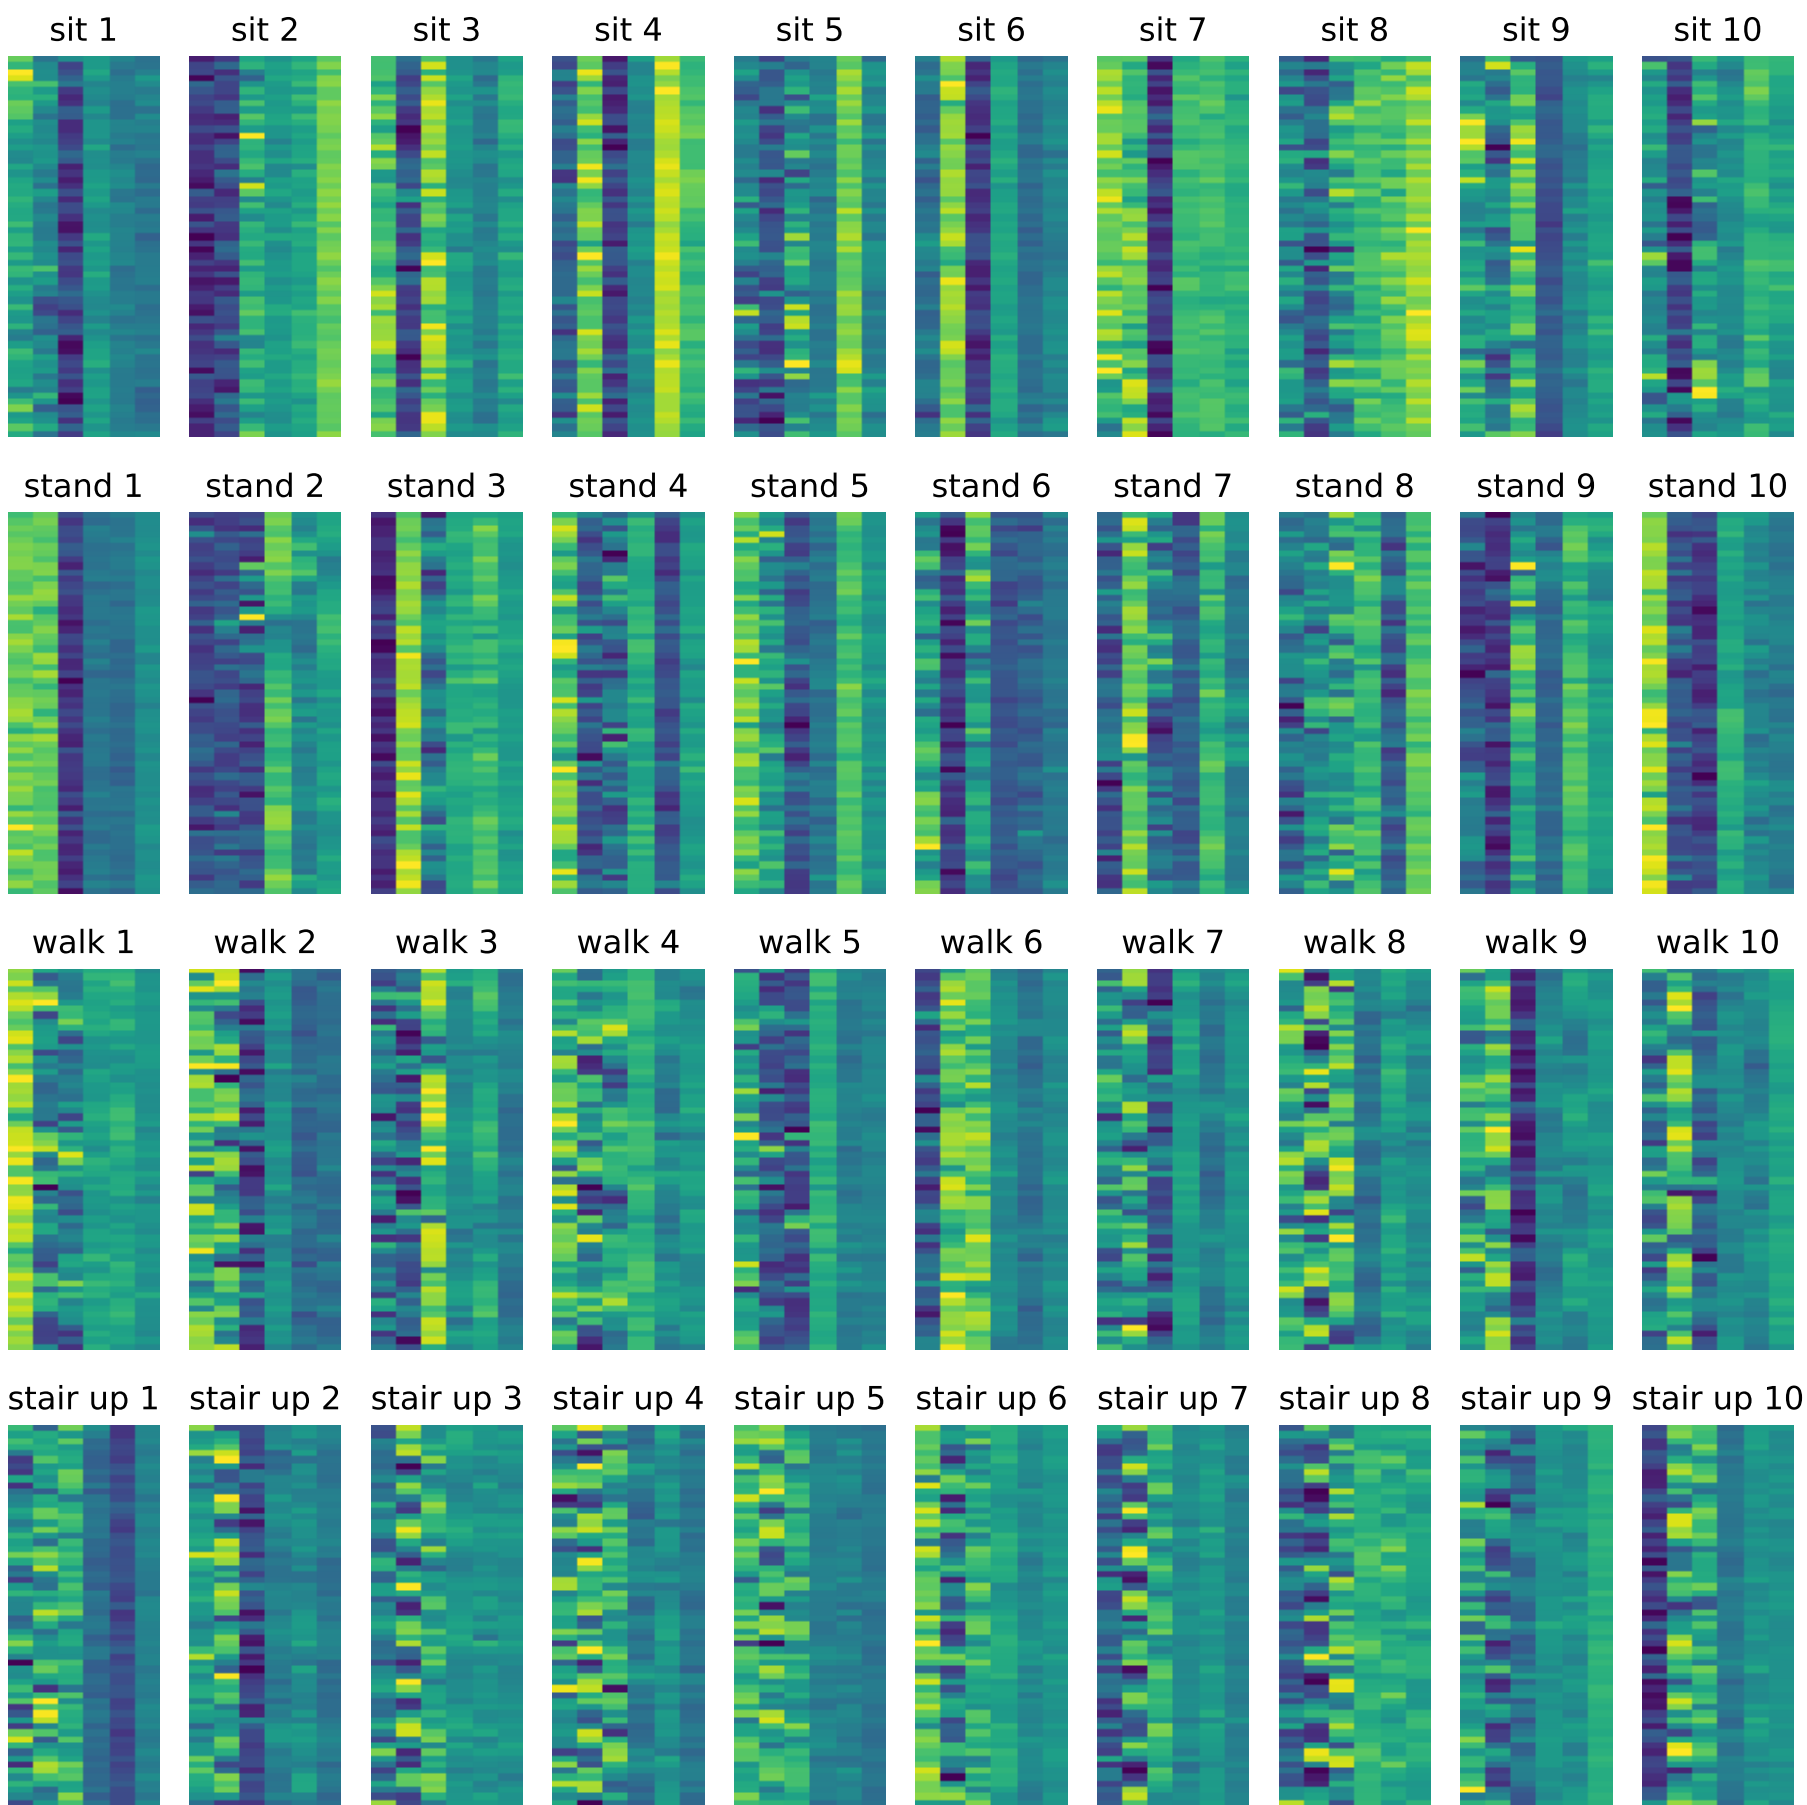 sit 1 sit 2 sit 3 sit 4 sit 5 sit 6 sit 7 sit 8 sit 9 sit 10
stand 1 stand 2 stand 3 stand 4 stand 5 stand 6 stand 7 stand 8 stand 9 stand 10
walk 1 walk 2 walk 3 walk 4 walk 5 walk 6 walk 7 walk 8 walk 9 walk 10
stair up 1 stair up 2 stair up 3 stair up 4 stair up 5 stair up 6 stair up 7 stair up 8 stair up 9 stair up 10